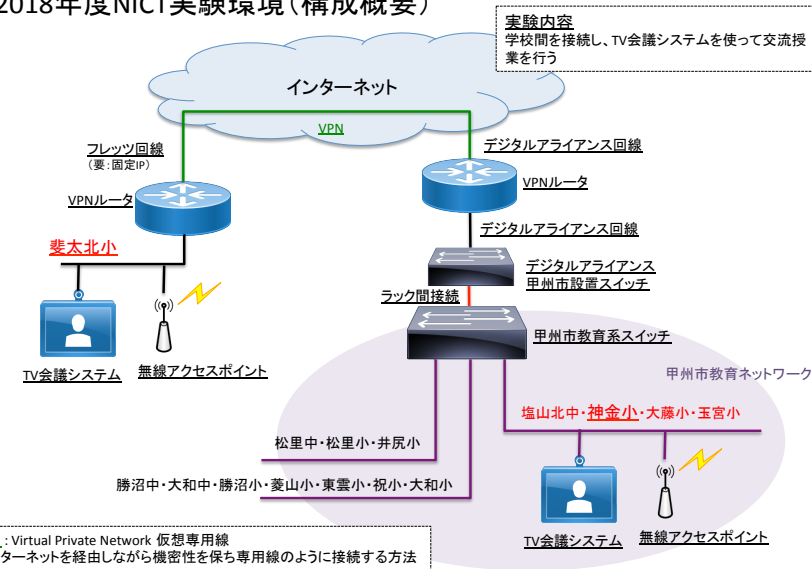 2018年度NICT実験環境(構成概要)
実験内容
学校間を接続し、TV会議システムを使って交流授
業を行う
インターネット
VPN
フレッツ回線
(要:固定IP)
VPNルータ
デジタルアライアンス回線
VPNルータ
デジタルアライアンス回線
斐太北小
デジタルアライアンス
甲州市設置スイッチ
ラック間接続
甲州市教育系スイッチ
TV会議システム
無線アクセスポイント
甲州市教育ネットワーク
塩山北中・神金小・大藤小・玉宮小
松里中・松里小・井尻小
勝沼中・大和中・勝沼小・菱山小・東雲小・祝小・大和小
TV会議システム
無線アクセスポイント
: Virtual Private Network 仮想専用線
ターネットを経由しながら機密性を保ち専用線のように接続する方法